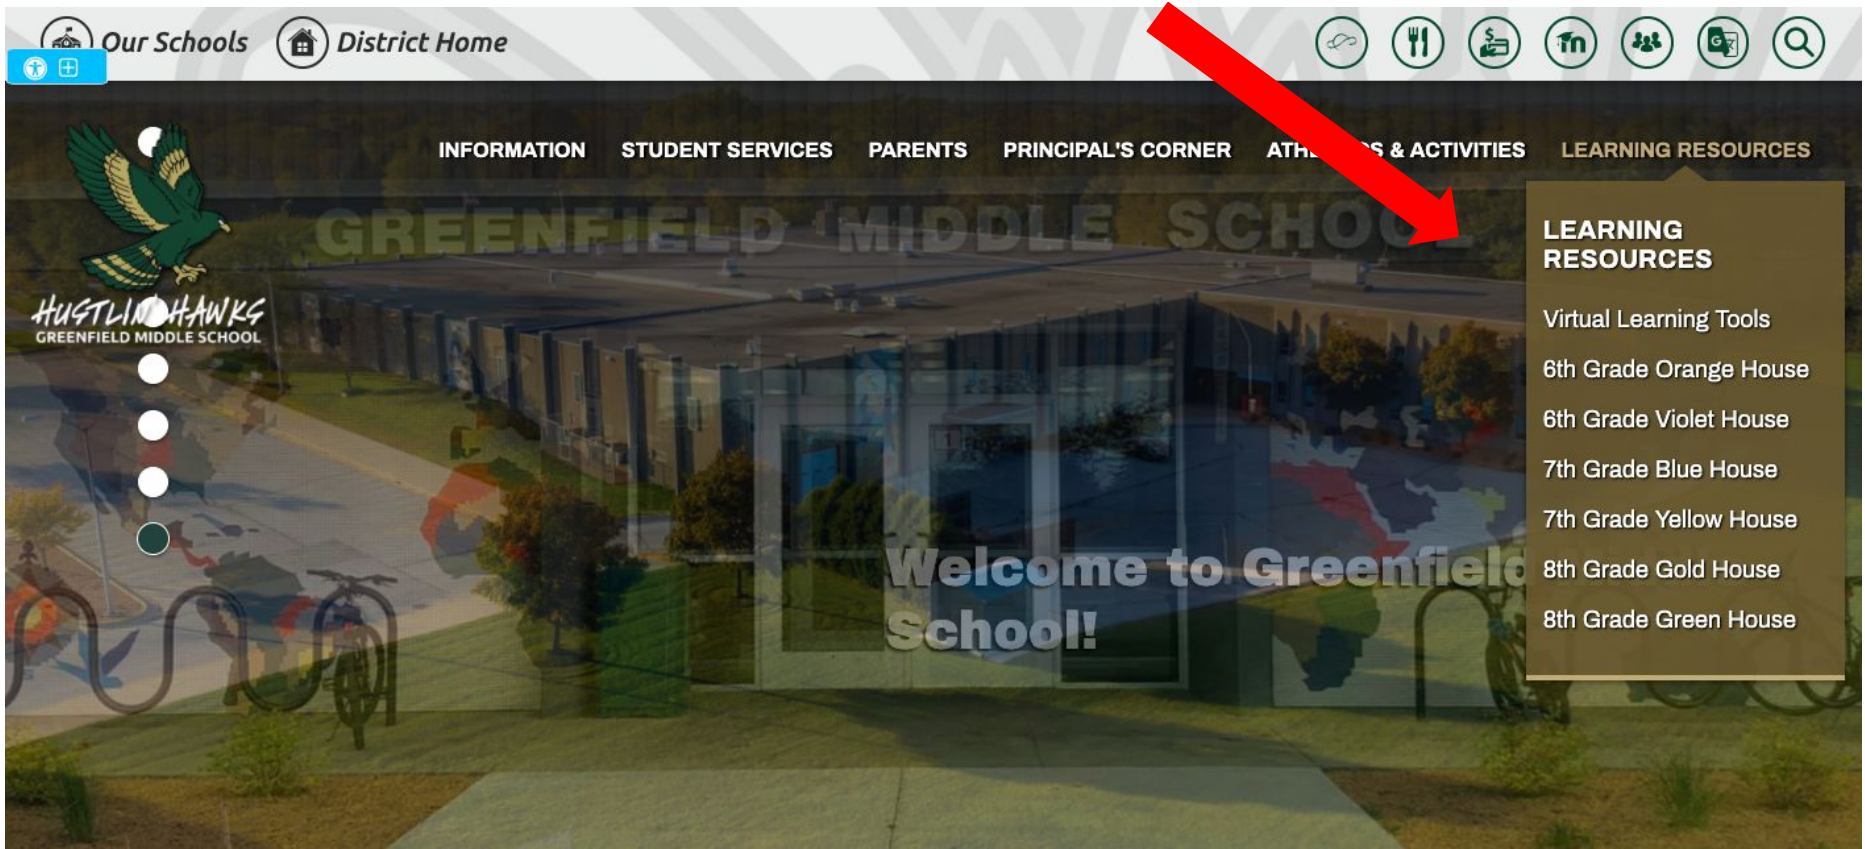 Our Schools
District Home
INFORMATION
STUDENT SERVICES
PARENTS
PRINCIPAL'S CORNER
& ACTIVITIES
LEARNING RESOURCES
GREENFIELD MIDDLE SCHOOL
HUSTLIN HAWKS
GREENFIELD MIDDLE SCHOOL
LEARNING
RESOURCES
Virtual Learning Tools
6th Grade Orange House
6th Grade Violet House
7th Grade Blue House
7th Grade Yellow House
8th Grade Gold House
8th Grade Green House
Welcome to Greenfield
School!